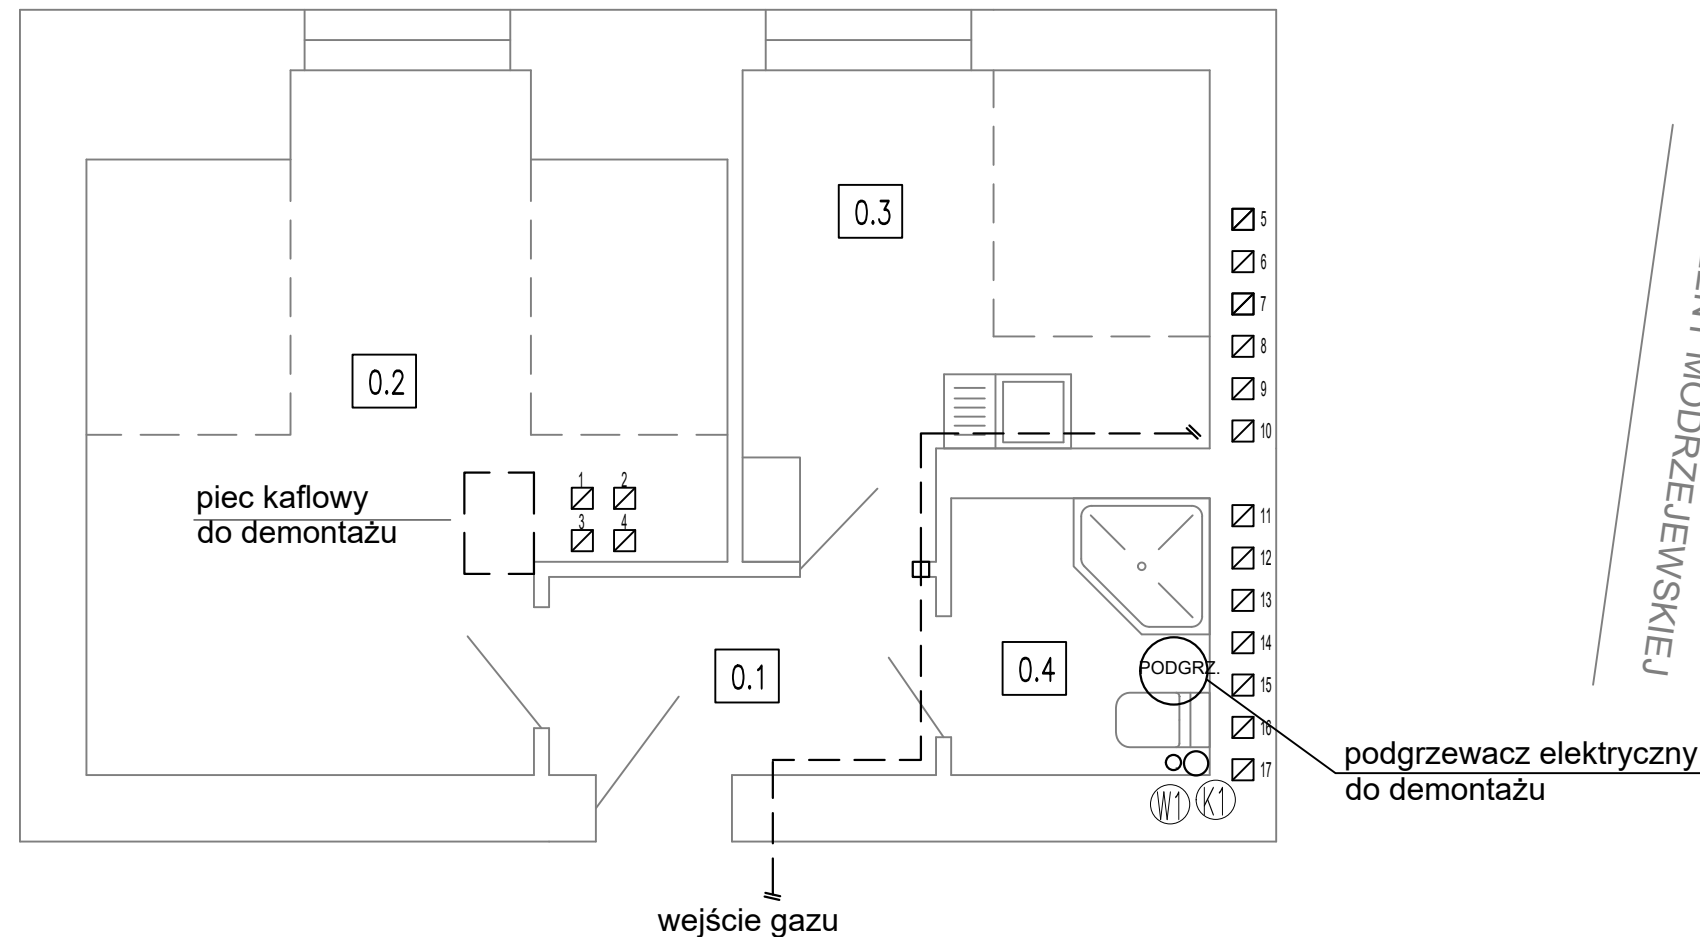 0.3
5
6
7
8
9
10
0.2
piec kaflowy
do demontażu
1
2
3
4
11
12
13
14
15
16
17
0.1
0.4
PODGRZ.
podgrzewacz elektryczny
do demontażu
W1
K1
wejście gazu
MODRZEJEWSKIEJ